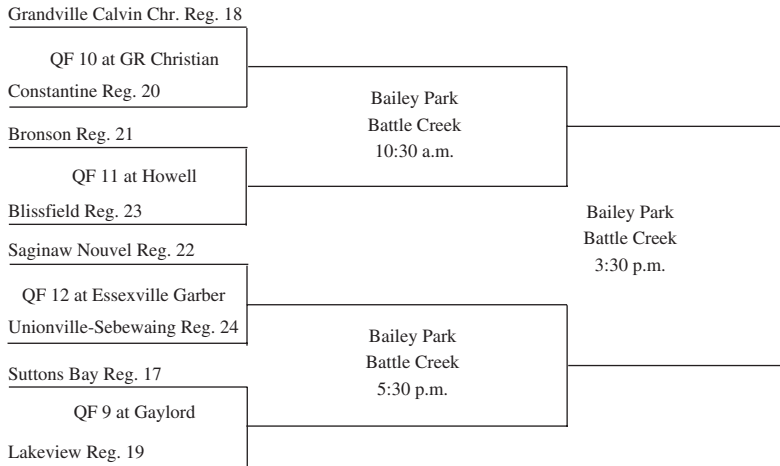 Grandville Calvin Chr. Reg. 18
QF 10 at GR Christian
Constantine Reg. 20
Bronson Reg. 21
QF 11 at Howell
Blissfield Reg. 23
Saginaw Nouvel Reg. 22
QF 12 at Essexville Garber
Unionville-Sebewaing Reg. 24
Suttons Bay Reg. 17
QF 9 at Gaylord
Lakeview Reg. 19
Bailey Park
Battle Creek
10:30 a.m.
Bailey Park
Battle Creek
5:30 p.m.
Bailey Park
Battle Creek
3:30 p.m.